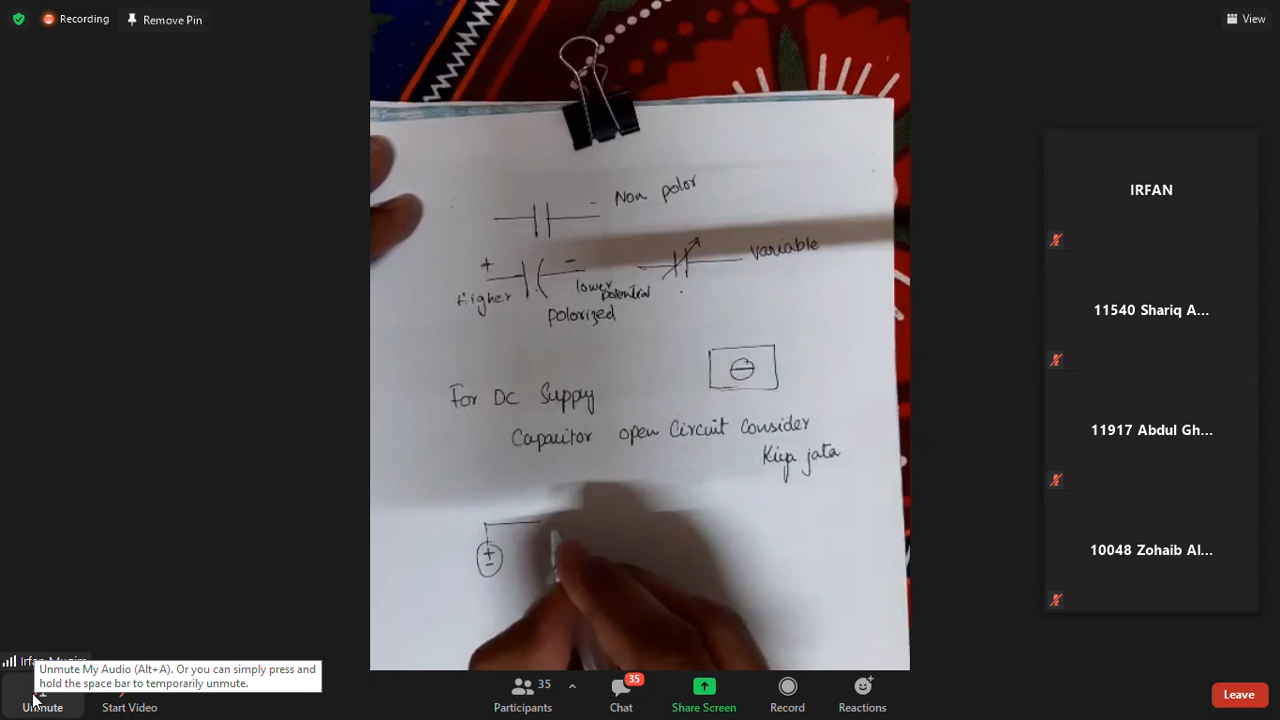 Recording
Remove Pin
View
Non polor
+
-
Higher
lower
potential
polorized
variable
For DC Supply
Capacitor open Circuit Consider
Kiya jata
+
-
IRFAN
11540 Shariq A...
11917 Abdul Gh...
10048 Zohaib Al...
Unmute My Audio (Alt+A). Or you can simply press and
hold the space bar to temporarily unmute.
Unmute
Start Video
35
Participants
35
Chat
Share Screen
Record
Reactions
Leave